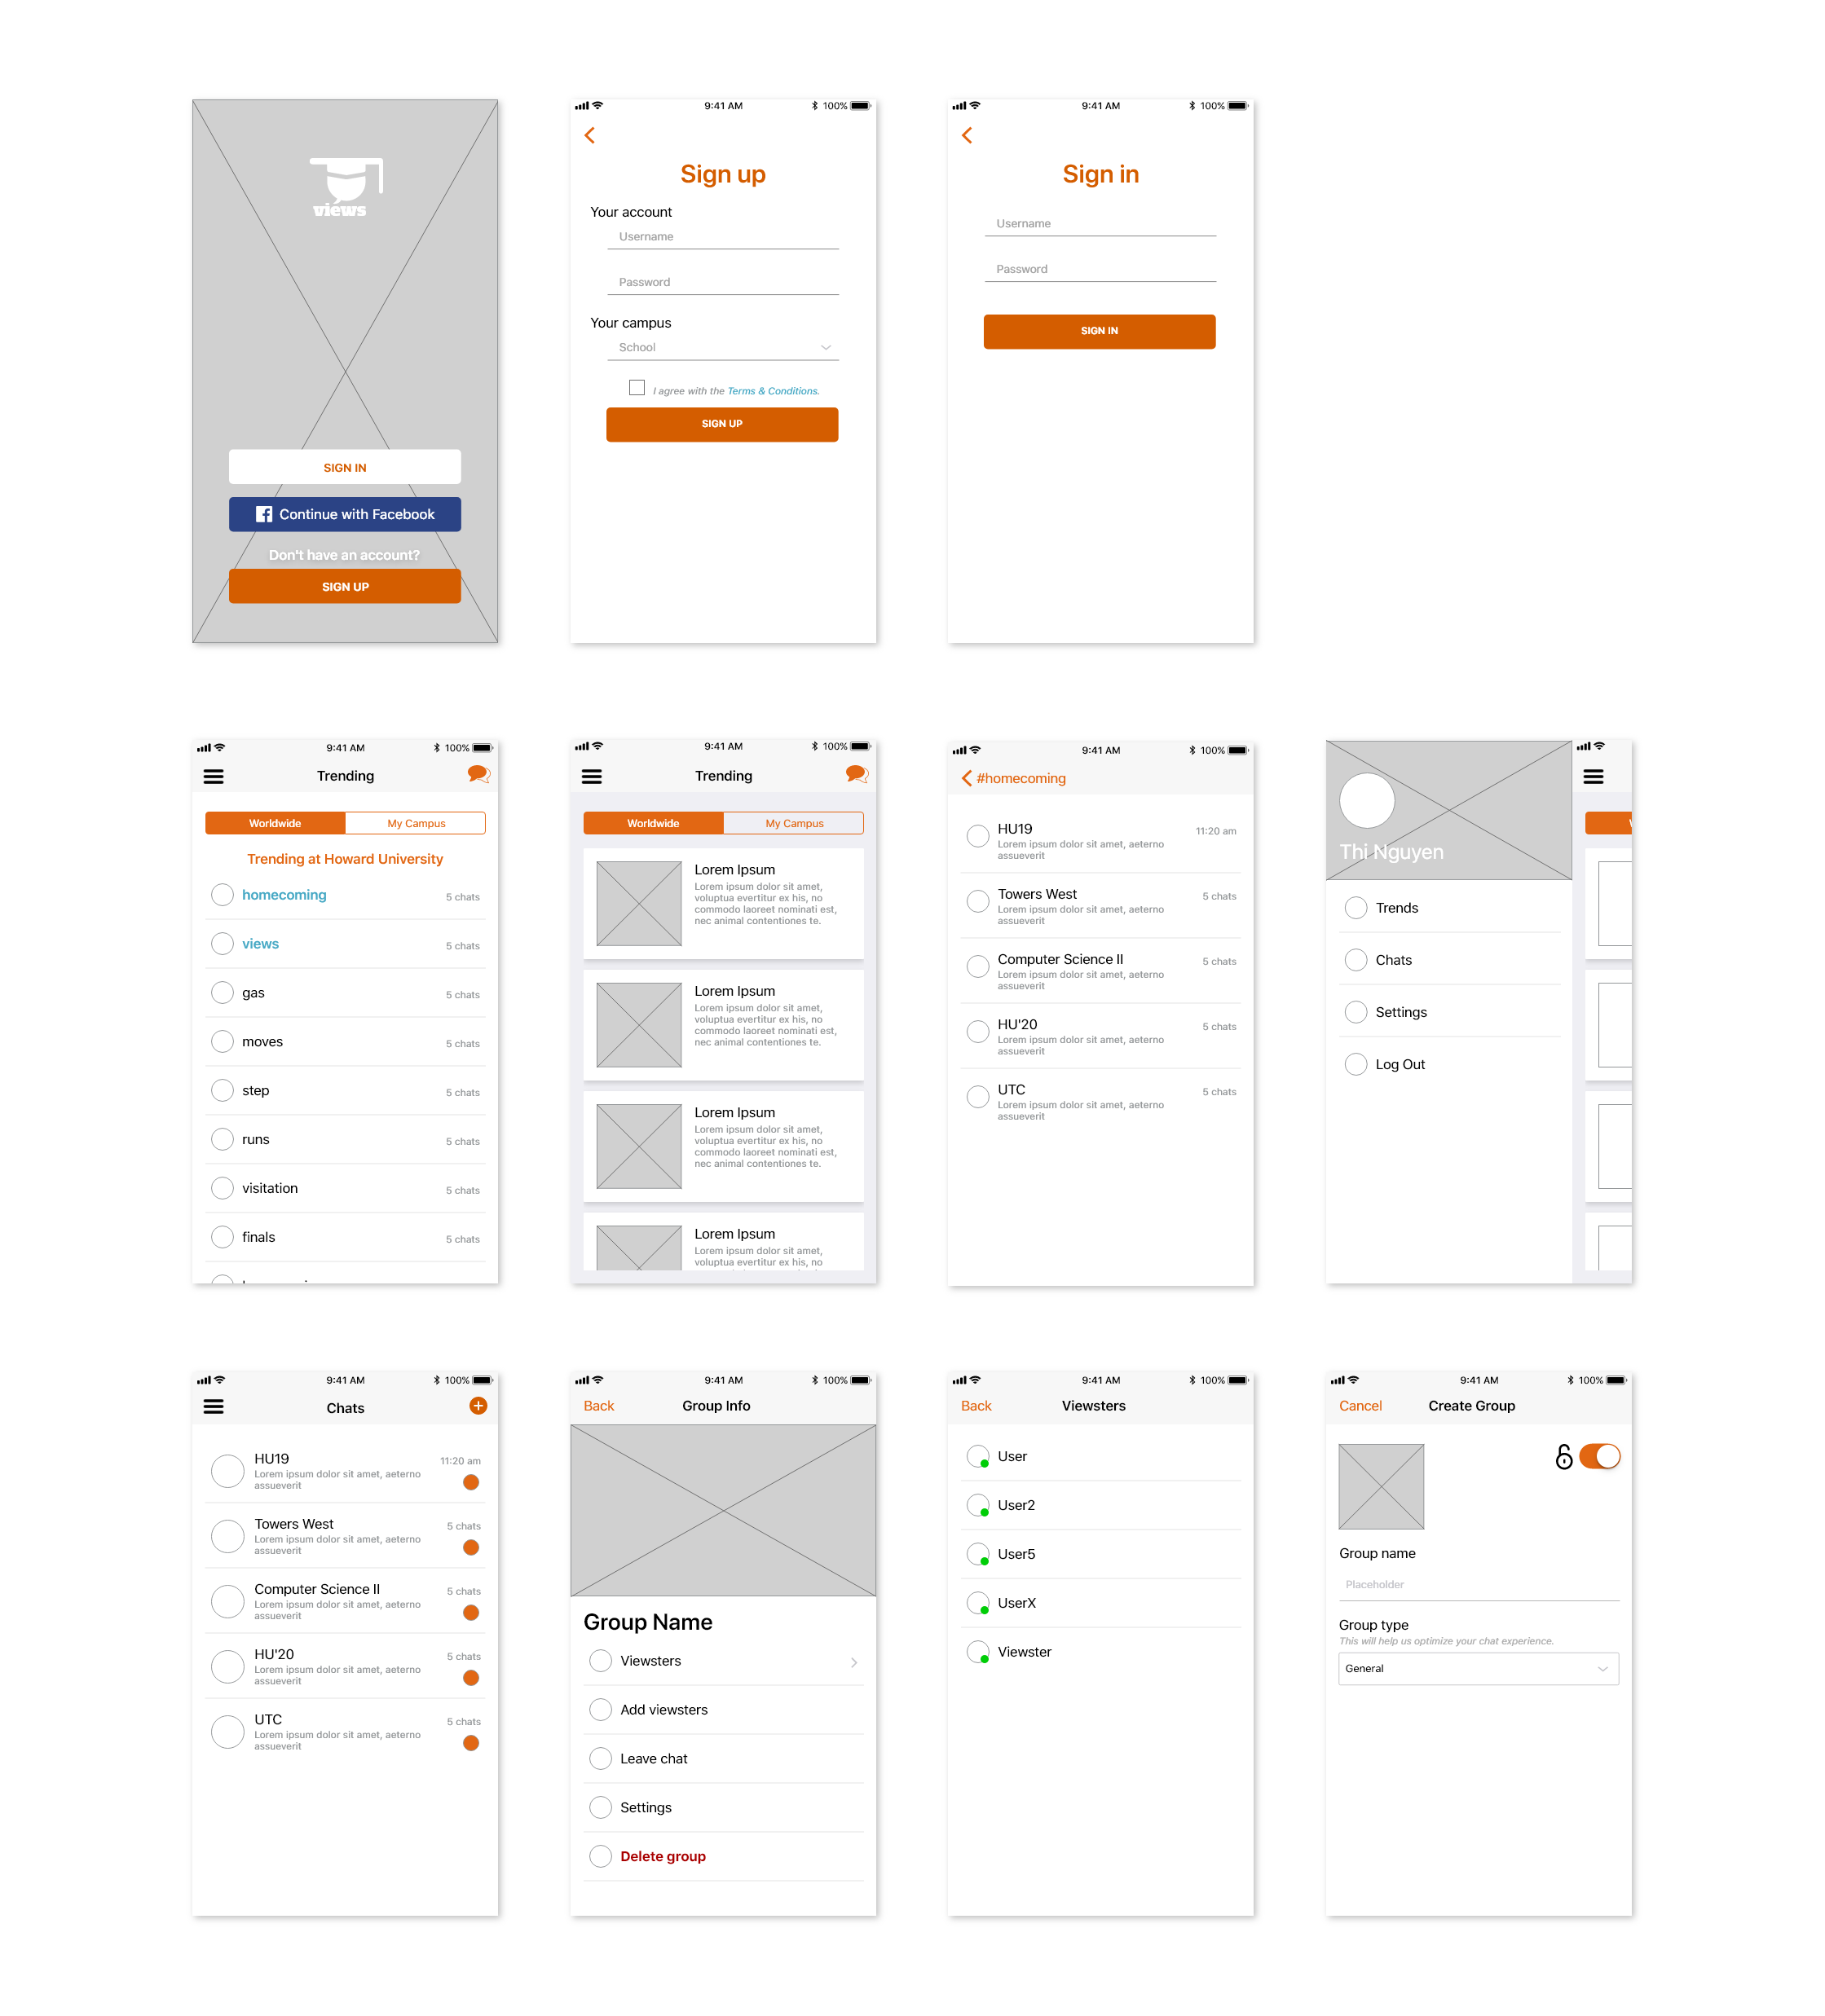 views
SIGN IN
Continue with Facebook
Don't have an account?
SIGN UP
9:41 AM 100%
Sign up
Your account
Username
Password
Your campus
School
I agree with the Terms & Conditions.
SIGN UP
9:41 AM 100%
Sign in
Username
Password
SIGN IN
9:41 AM 100%
Trending
Worldwide My Campus
Trending at Howard University
homecoming 5 chats
views 5 chats
gas 5 chats
moves 5 chats
step 5 chats
runs 5 chats
visitation 5 chats
finals 5 chats
9:41 AM 100%
Trending
Worldwide My Campus
Lorem Ipsum
Lorem ipsum dolor sit amet,
voluptua evertitur ex his, no
commodo laoreet nominati est,
nec animal contentiones te.
Lorem Ipsum
Lorem ipsum dolor sit amet,
voluptua evertitur ex his, no
commodo laoreet nominati est,
nec animal contentiones te.
Lorem Ipsum
Lorem ipsum dolor sit amet,
voluptua evertitur ex his, no
commodo laoreet nominati est,
nec animal contentiones te.
Lorem Ipsum
Lorem ipsum dolor sit amet,
voluptua evertitur ex his, no
9:41 AM 100%
#homecoming
HU19 11:20 am
Lorem ipsum dolor sit amet, aeterno
assueverit
Towers West 5 chats
Lorem ipsum dolor sit amet, aeterno
assueverit
Computer Science II 5 chats
Lorem ipsum dolor sit amet, aeterno
assueverit
HU'20 5 chats
Lorem ipsum dolor sit amet, aeterno
assueverit
UTC 5 chats
Lorem ipsum dolor sit amet, aeterno
assueverit
Thi Nguyen
Trends
Chats
Settings
Log Out
9:41 AM 100%
Chats
HU19 11:20 am
Lorem ipsum dolor sit amet, aeterno
assueverit
Towers West 5 chats
Lorem ipsum dolor sit amet, aeterno
assueverit
Computer Science II 5 chats
Lorem ipsum dolor sit amet, aeterno
assueverit
HU'20 5 chats
Lorem ipsum dolor sit amet, aeterno
assueverit
UTC 5 chats
Lorem ipsum dolor sit amet, aeterno
assueverit
9:41 AM 100%
Back Group Info
Group Name
Viewsters
Add viewsters
Leave chat
Settings
Delete group
9:41 AM 100%
Back Viewsters
User
User2
User5
UserX
Viewster
9:41 AM 100%
Cancel Create Group
Group name
Placeholder
Group type
This will help us optimize your chat experience.
General